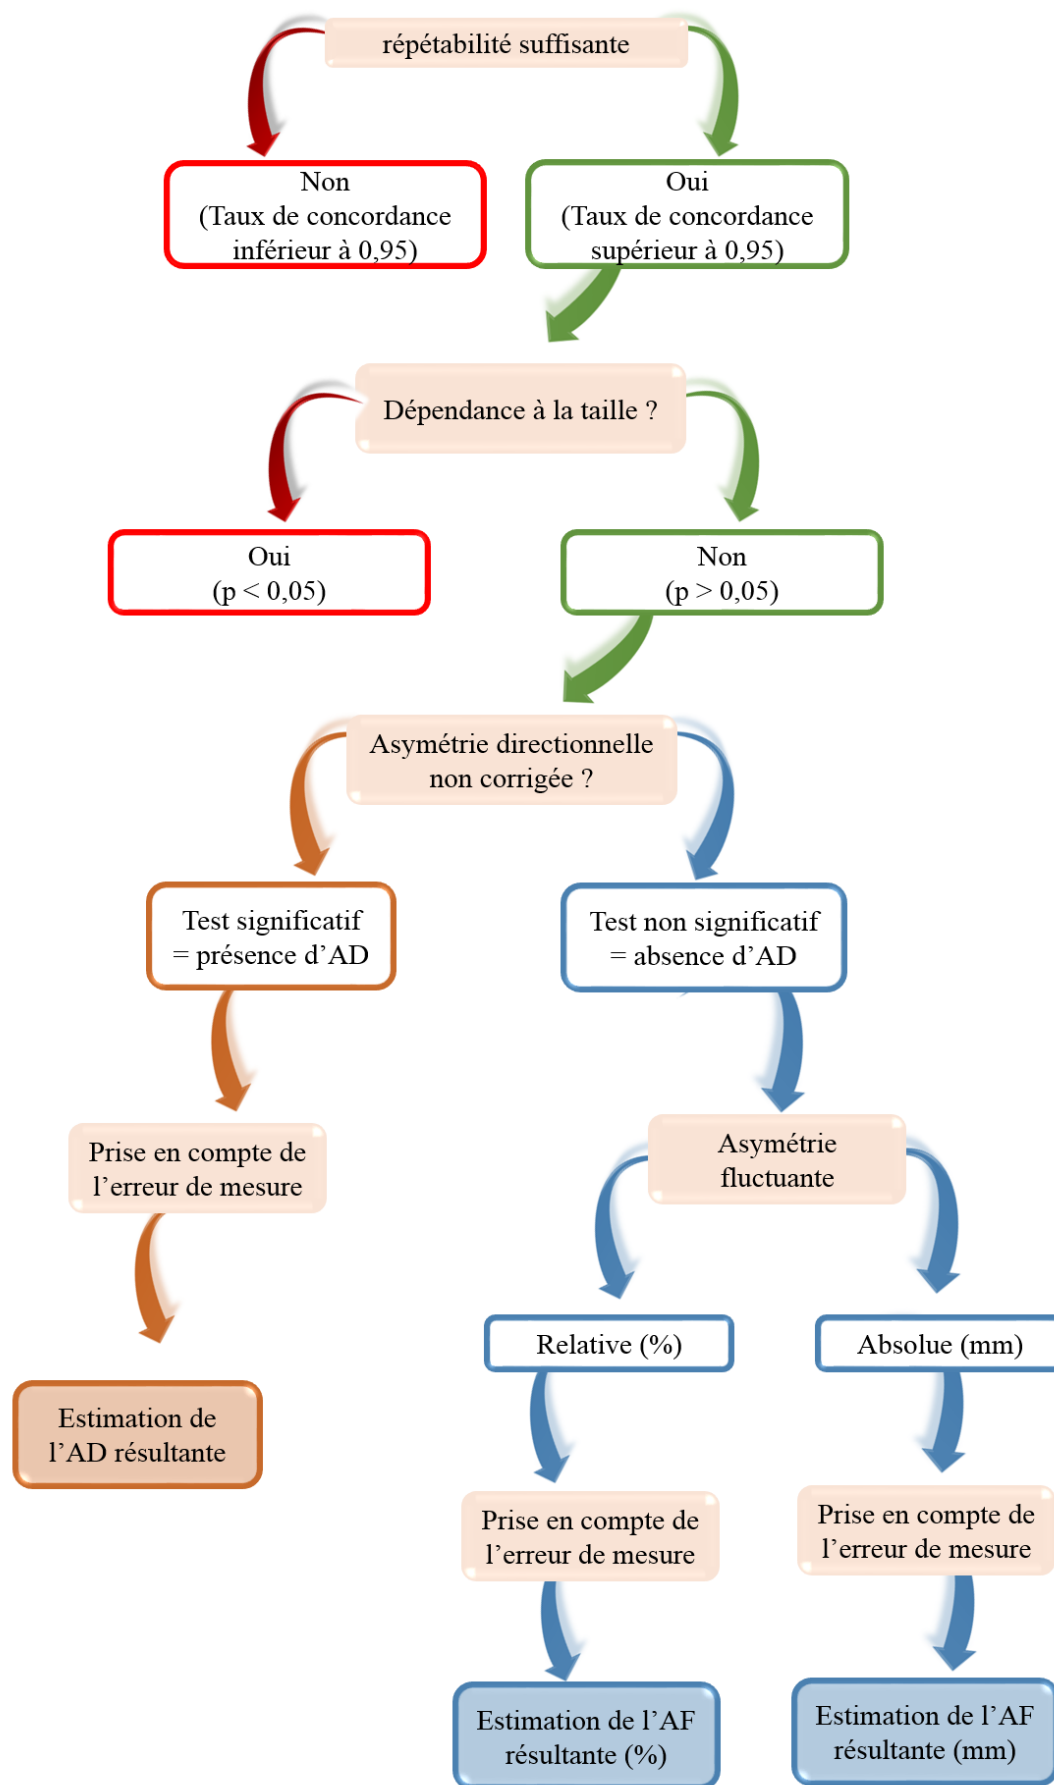 répétabilité suffisante
Non
(Taux de concordance
inférieur à 0,95)
Oui
(Taux de concordance
supérieur à 0,95)
Dépendance à la taille ?
Oui
(p < 0,05)
Non
(p > 0,05)
Asymétrie directionnelle
non corrigée ?
Test significatif
= présence d’AD
Test non significatif
= absence d’AD
Prise en compte de
l’erreur de mesure
Asymétrie
fluctuante
Relative (%)
Absolue (mm)
Estimation de
l’AD résultante
Prise en compte de
l’erreur de mesure
Prise en compte de
l’erreur de mesure
Estimation de l’AF
résultante (%)
Estimation de l’AF
résultante (mm)